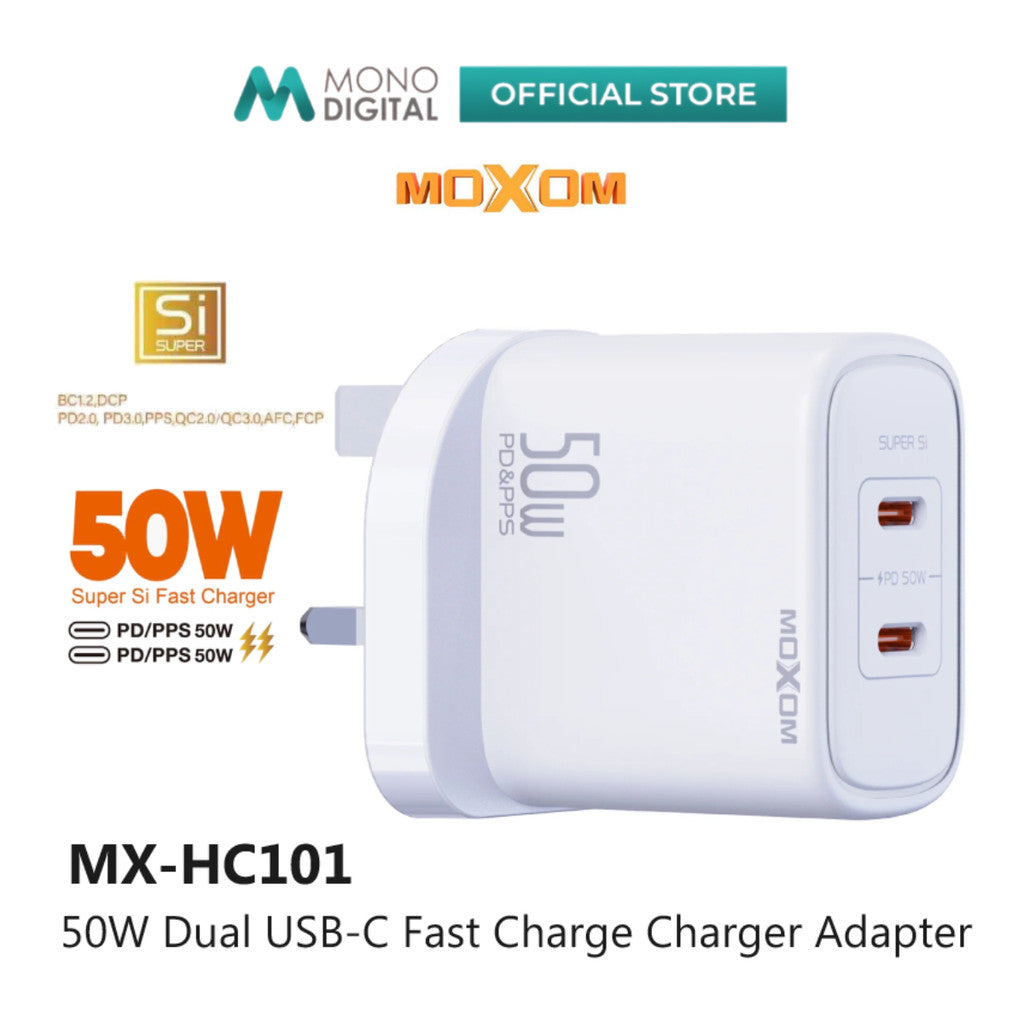 MONO
DIGITAL
OFFICIAL STORE
MOXOM
Si
SUPER
BC1.2,DCP
PD2.0, PD3.0,PPS,QC2.0/QC3.0,AFC,FCP
50W
Super Si Fast Charger
PD/PPS 50W
PD/PPS 50W
50W
PD&PPS
SUPER Si
PD 50W
MOXOM
MX-HC101
50W Dual USB-C Fast Charge Charger Adapter